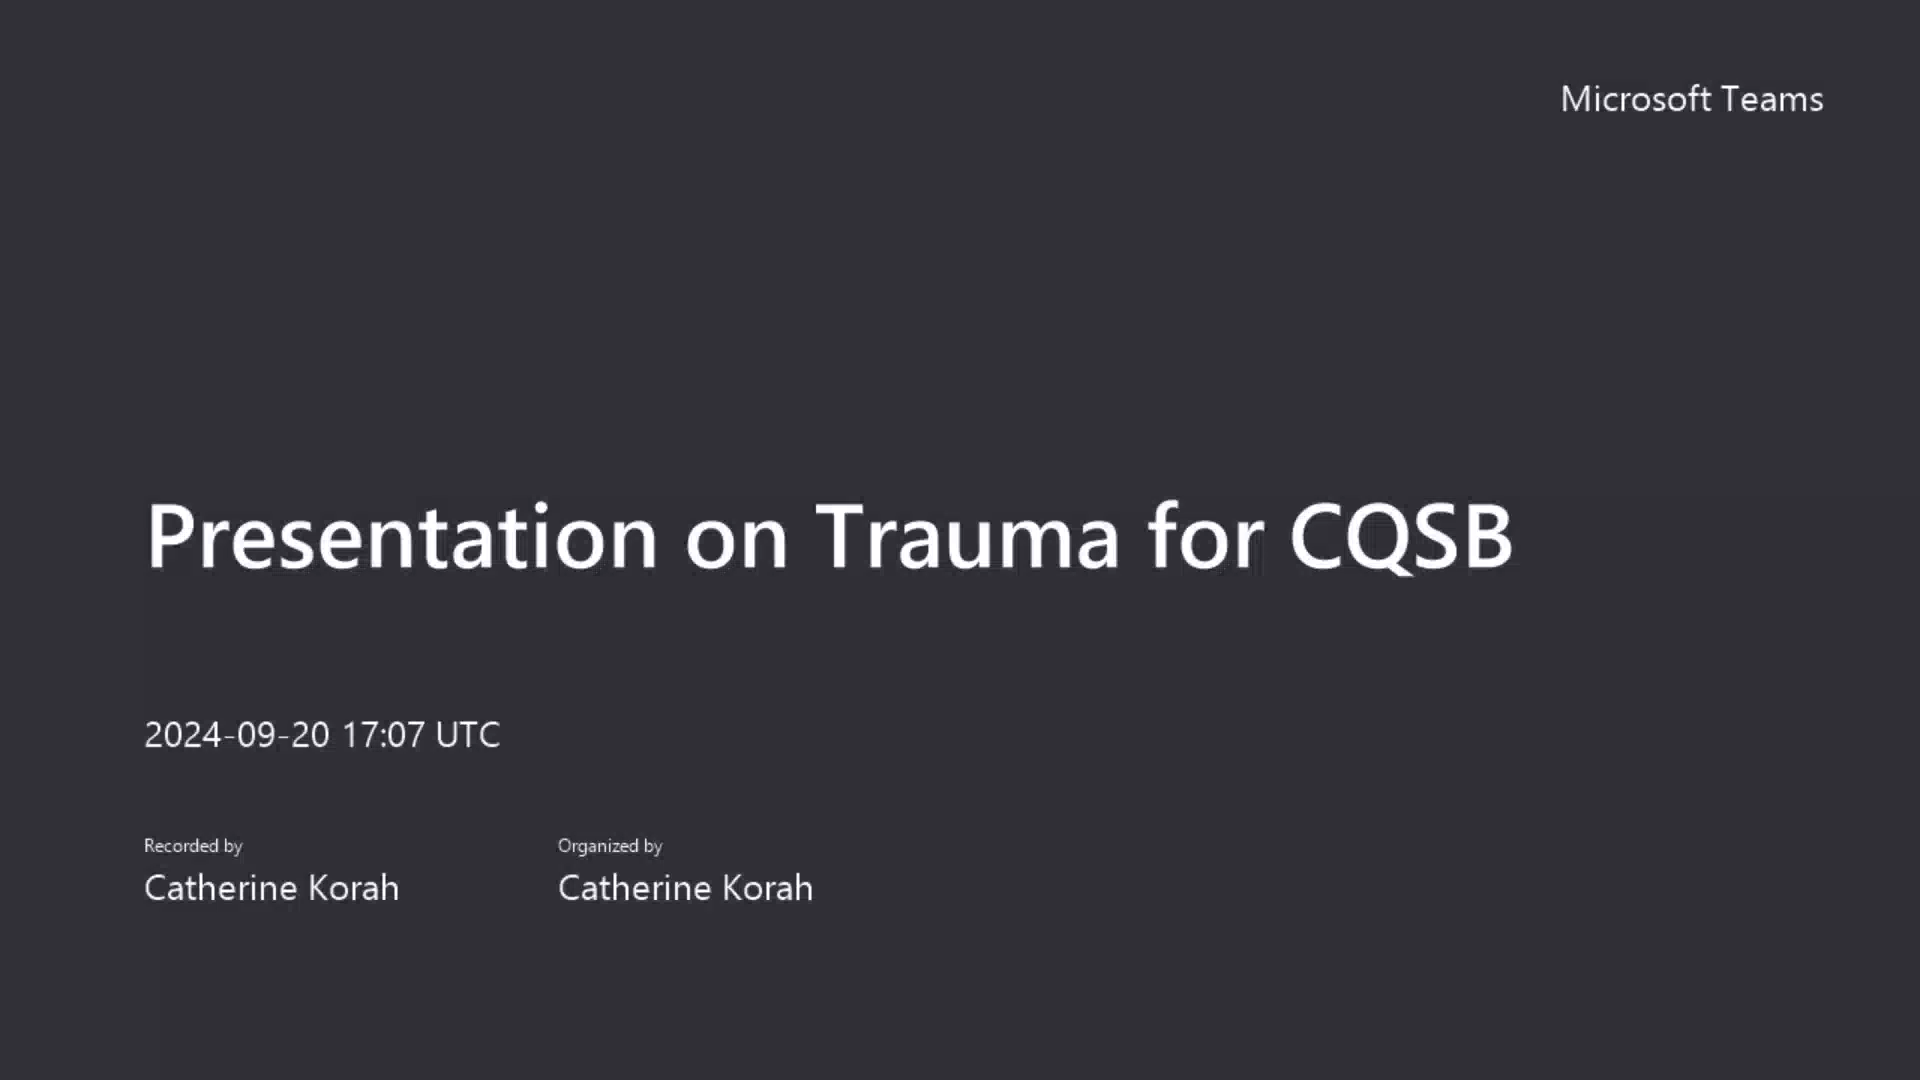 Microsoft Teams
Presentation on Trauma for CQSB
2024-09-20 17:07 UTC
Recorded by
Catherine Korah
Organized by
Catherine Korah